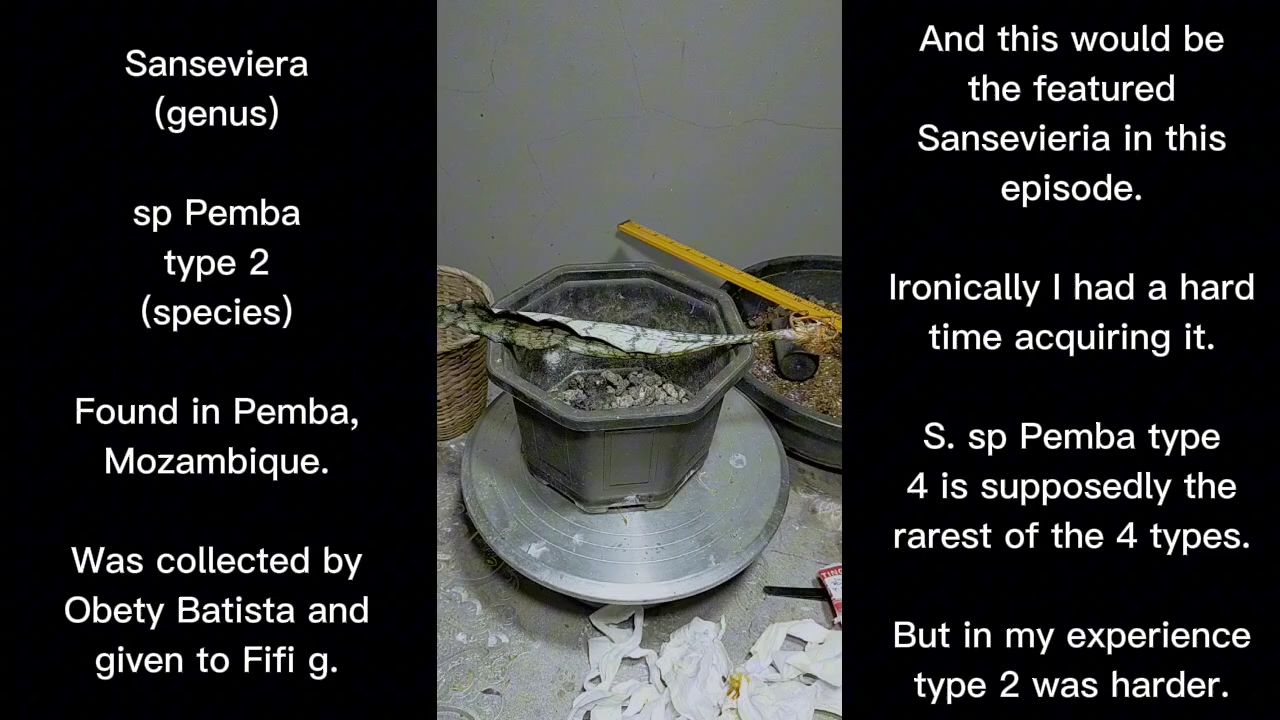 Sanseviera
(genus)
sp Pemba
type 2
(species)
Found in Pemba,
Mozambique.
Was collected by
Obety Batista and
given to Fifi g.
And this would be
the featured
Sansevieria in this
episode.
Ironically I had a hard
time acquiring it.
S. sp Pemba type
4 is supposedly the
rarest of the 4 types.
But in my experience
type 2 was harder.